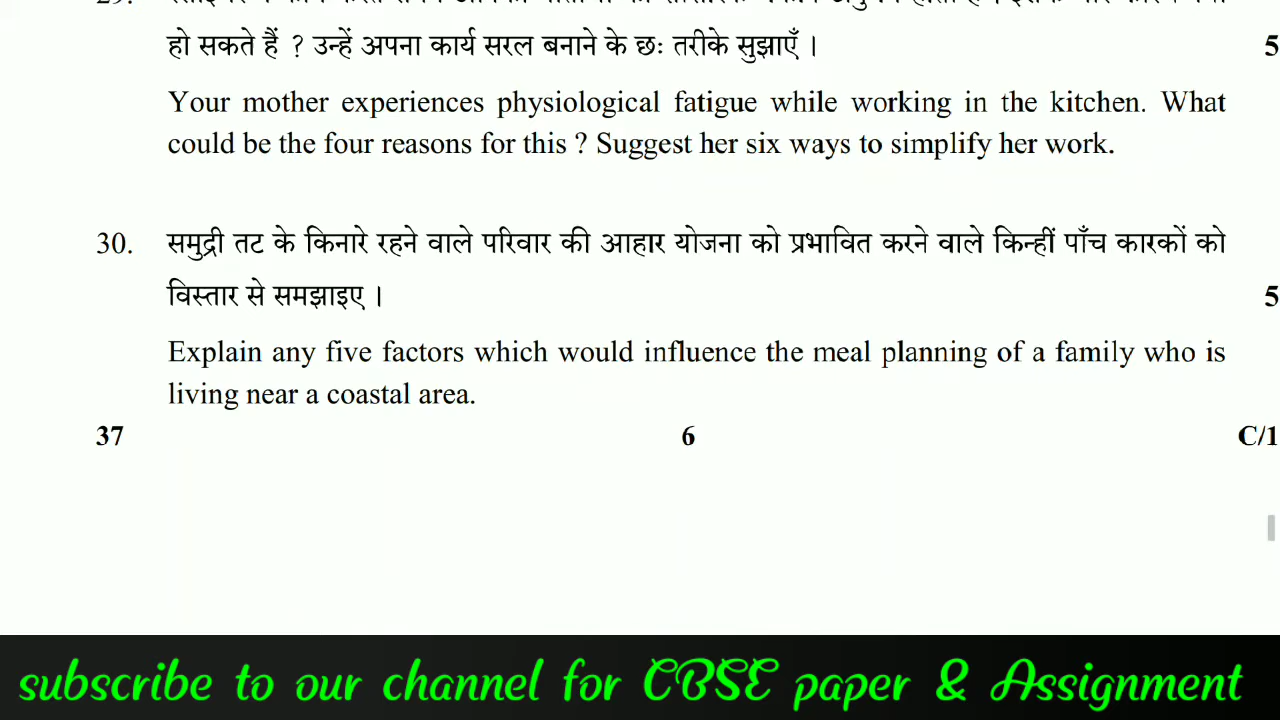 हो सकते हैं ? उन्हें अपना कार्य सरल बनाने के छः तरीके सुझाएँ । 5
Your mother experiences physiological fatigue while working in the kitchen. What
could be the four reasons for this ? Suggest her six ways to simplify her work.
30. समुद्री तट के किनारे रहने वाले परिवार की आहार योजना को प्रभावित करने वाले किन्हीं पाँच कारकों को
विस्तार से समझाइए । 5
Explain any five factors which would influence the meal planning of a family who is
living near a coastal area.
37 6 C/1
subscribe to our channel for CBSE paper & Assignment